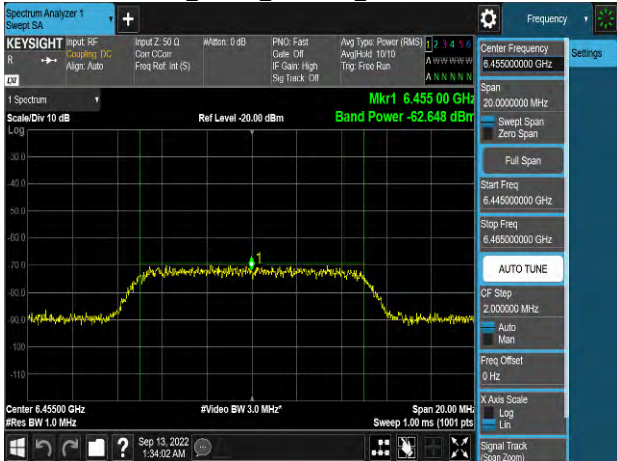 Spectrum Analyzer 1
Swept SA
+
Frequency
KEYSIGHT
R
LXI
Input: RF
Coupling: DC
Align: Auto
Input Z: 50 Ω
Corr CCorr
Freq Ref: Int (S)
#Atten: 0 dB
PNO: Fast
Gate: Off
IF Gain: High
Sig Track: Off
Avg Type: Power (RMS)
Avg|Hold: 10/10
Trig: Free Run
1 2 3 4 5 6
A W W W W W
A N N N N N
1 Spectrum
Scale/Div 10 dB
Log
Ref Level -20.00 dBm
Mkr1 6.455 00 GHz
Band Power -62.648 dBm
-30.0
-40.0
-50.0
-60.0
-70.0
-80.0
-90.0
-100
-110
1
Center 6.45500 GHz
#Res BW 1.0 MHz
#Video BW 3.0 MHz*
Span 20.00 MHz
Sweep 1.00 ms (1001 pts
?
Sep 13, 2022
1:34:02 AM
Center Frequency
6.455000000 GHz
Span
20.0000000 MHz
Swept Span
Zero Span
Full Span
Start Freq
6.445000000 GHz
Stop Freq
6.465000000 GHz
AUTO TUNE
CF Step
2.000000 MHz
Auto
Man
Freq Offset
0 Hz
X Axis Scale
Log
Lin
Signal Track
(Span Zoom)
Settings